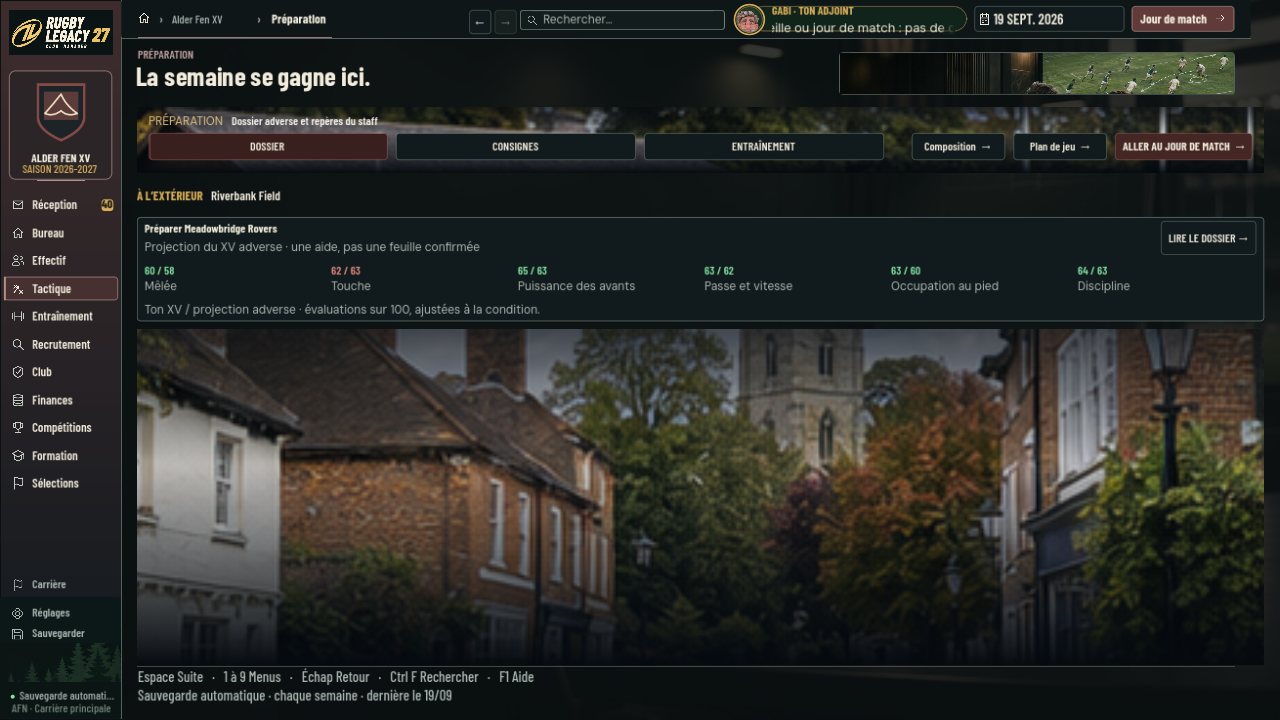 RUGBY LEGACY 27
CLUB MANAGER
Alder Fen XV › Préparation
Rechercher...
GABI · TON ADJOINT
eille ou jour de match : pas de
19 SEPT. 2026
Jour de match →
ALDER FEN XV
SAISON 2026-2027
Réception 40
Bureau
Effectif
Tactique
Entraînement
Recrutement
Club
Finances
Compétitions
Formation
Sélections
Carrière
Réglages
Sauvegarder
Sauvegarde automati...
AFN · Carrière principale
PRÉPARATION
La semaine se gagne ici.
PRÉPARATION Dossier adverse et repères du staff
DOSSIER CONSIGNES ENTRAÎNEMENT Composition → Plan de jeu → ALLER AU JOUR DE MATCH →
À L'EXTÉRIEUR Riverbank Field
Préparer Meadowbridge Rovers
Projection du XV adverse · une aide, pas une feuille confirmée
LIRE LE DOSSIER →
60 / 58 62 / 63 65 / 63 63 / 62 63 / 60 64 / 63
Mêlée Touche Puissance des avants Passe et vitesse Occupation au pied Discipline
Ton XV / projection adverse · évaluations sur 100, ajustées à la condition.
Espace Suite · 1 à 9 Menus · Échap Retour · Ctrl F Rechercher · F1 Aide
Sauvegarde automatique · chaque semaine · dernière le 19/09